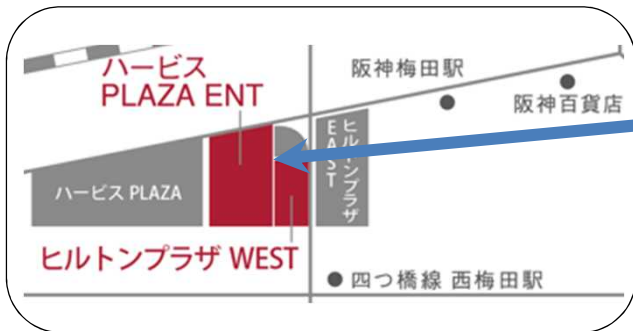 ハービス
PLAZA ENT
阪神梅田駅
阪神百貨店
ヒルトンプラザ
EAST
ハービス PLAZA
ヒルトンプラザ WEST
四つ橋線 西梅田駅